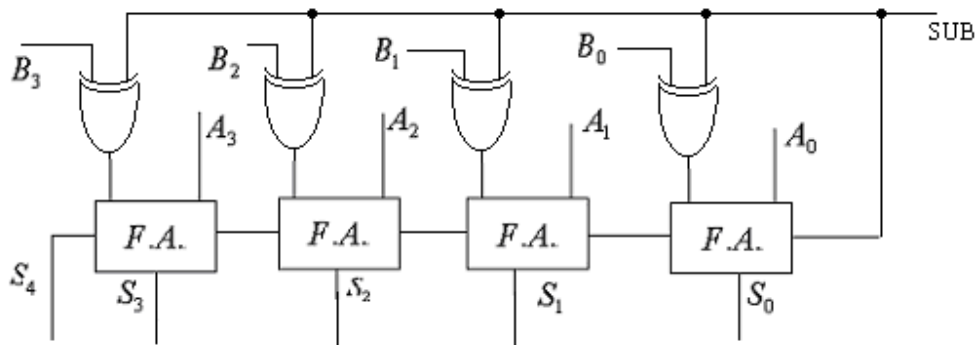 SUB
B₃ B₂ B₁ B₀
A₃ A₂ A₁ A₀
F.A. F.A. F.A. F.A.
S₄ S₃ S₂ S₁ S₀